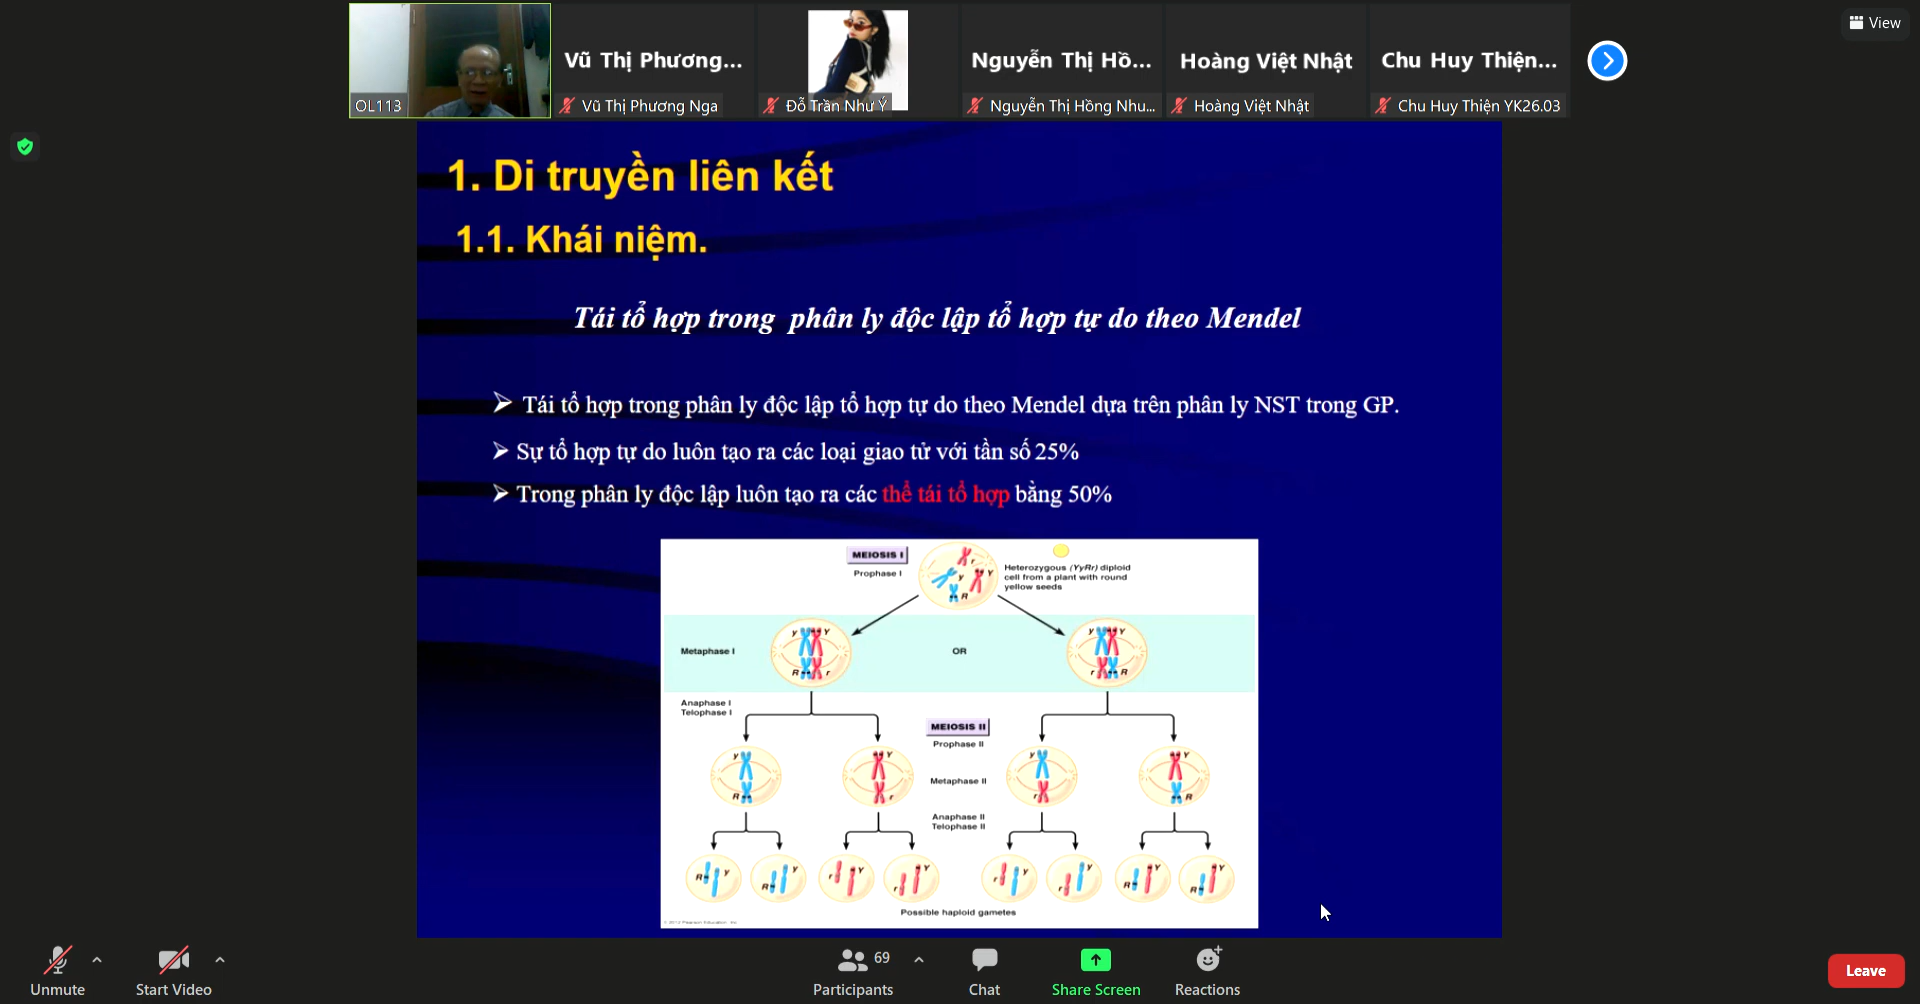 View
Vũ Thị Phương...
Nguyễn Thị Hồ...
Hoàng Việt Nhật
Chu Huy Thiện...
OL113
Vũ Thị Phương Nga
Đỗ Trần Như Ý
Nguyễn Thị Hồng Nhu...
Hoàng Việt Nhật
Chu Huy Thiện YK26.03
1. Di truyền liên kết
1.1. Khái niệm.
Tái tổ hợp trong phân ly độc lập tổ hợp tự do theo Mendel
➢ Tái tổ hợp trong phân ly độc lập tổ hợp tự do theo Mendel dựa trên phân ly NST trong GP.
➢ Sự tổ hợp tự do luôn tạo ra các loại giao tử với tần số 25%
➢ Trong phân ly độc lập luôn tạo ra các thể tái tổ hợp bằng 50%
MEIOSIS I
Prophase I
r
y Y
R
Heterozygous (YyRr) diploid
cell from a plant with round
yellow seeds
y Y
y Y
Metaphase I
OR
R r
r R
Anaphase I
Telophase I
MEIOSIS II
Prophase II
y
Y
y
Y
Metaphase II
R
r
r
R
Anaphase II
Telophase II
R y
R y
r Y
r Y
r y
r y
R Y
R Y
Possible haploid gametes
Unmute
Start Video
69
Participants
Chat
Share Screen
Reactions
Leave